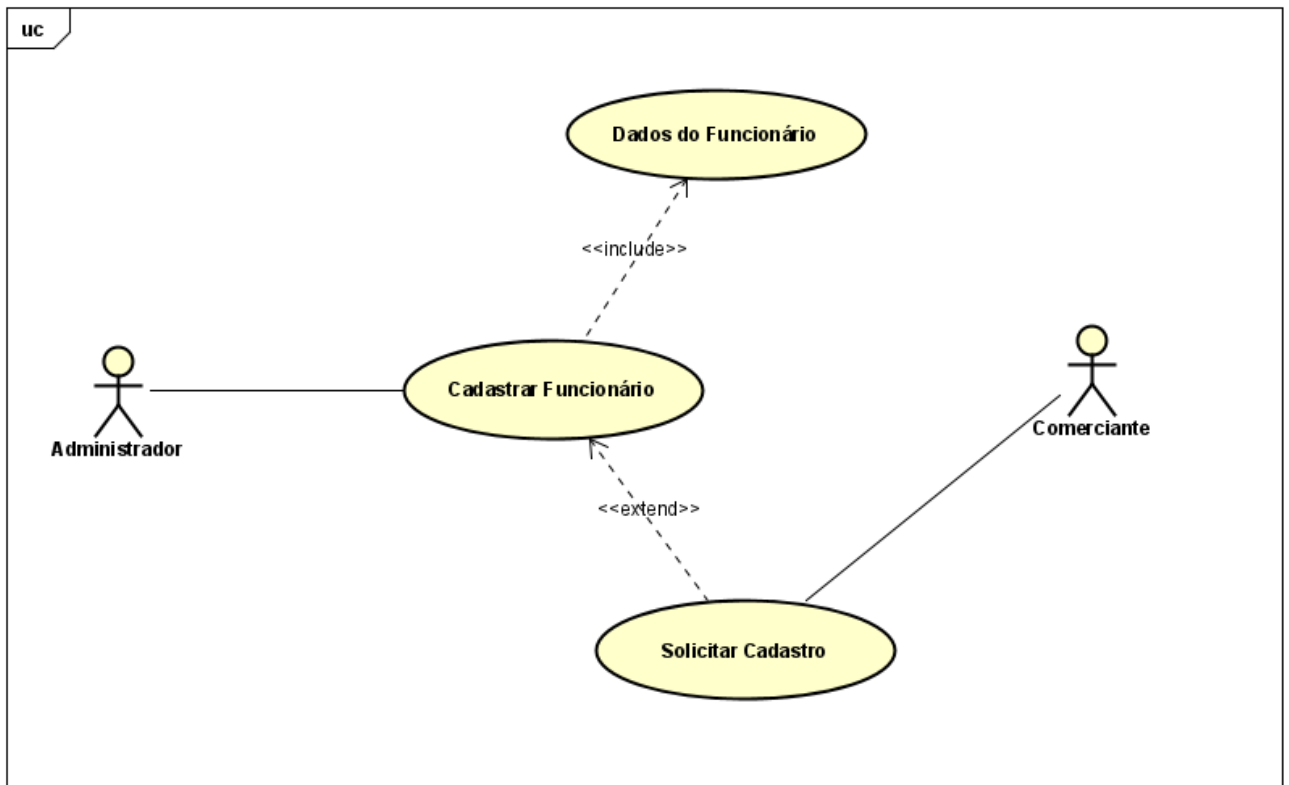 uc
Dados do Funcionário
<<include>>
Cadastrar Funcionário
Administrador
Comerciante
<<extend>>
Solicitar Cadastro